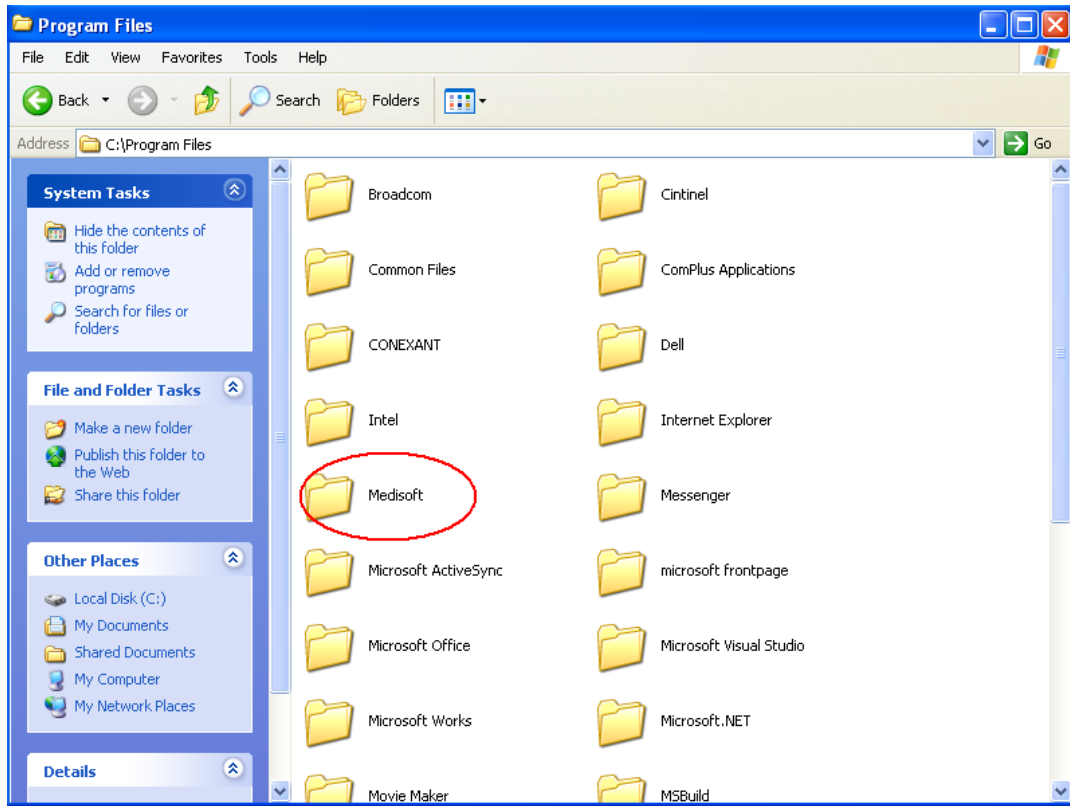 Program Files
File Edit View Favorites Tools Help
Back Search Folders
Address C:\Program Files Go
System Tasks
Hide the contents of
this folder
Add or remove
programs
Search for files or
folders
File and Folder Tasks
Make a new folder
Publish this folder to
the Web
Share this folder
Other Places
Local Disk (C:)
My Documents
Shared Documents
My Computer
My Network Places
Details
Broadcom Cintinel
Common Files ComPlus Applications
CONEXANT Dell
Intel Internet Explorer
Medisoft Messenger
Microsoft ActiveSync microsoft frontpage
Microsoft Office Microsoft Visual Studio
Microsoft Works Microsoft.NET
Movie Maker MSBuild